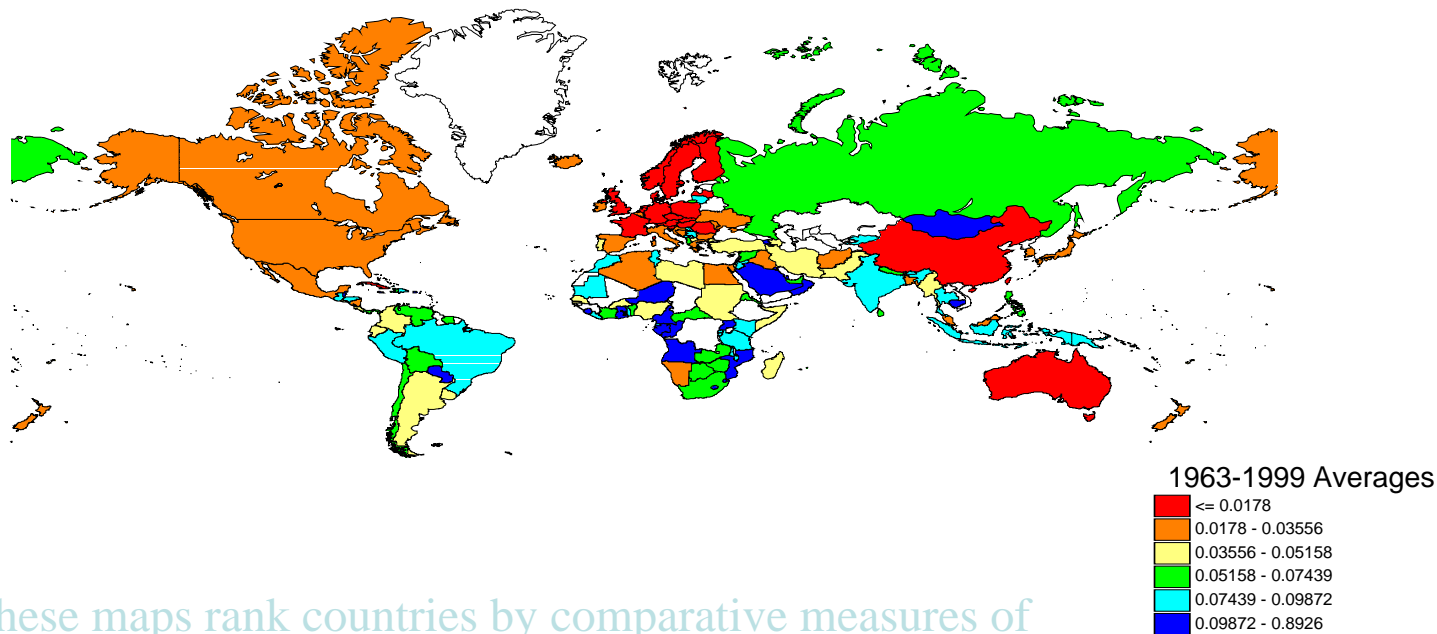 1963-1999 Averages
<= 0.0178
0.0178 - 0.03556
0.03556 - 0.05158
0.05158 - 0.07439
0.07439 - 0.09872
0.09872 - 0.8926
hese maps rank countries by comparative measures of